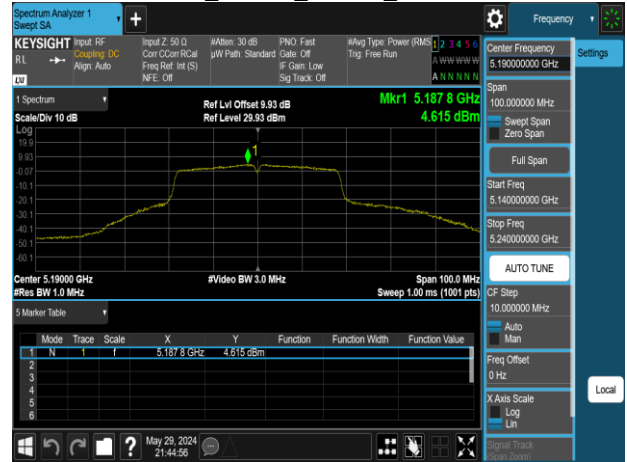 Spectrum Analyzer 1
Swept SA
Frequency
KEYSIGHT
RL
LXI
Input: RF
Coupling: DC
Align: Auto
Input Z: 50 Ω
Corr CCorr RCal
Freq Ref: Int (S)
NFE: Off
#Atten: 30 dB
µW Path: Standard
PNO: Fast
Gate: Off
IF Gain: Low
Sig Track: Off
#Avg Type: Power (RMS
Trig: Free Run
1 2 3 4 5 6
A W W W W W
A N N N N N
Center Frequency
5.190000000 GHz
Settings
Span
100.000000 MHz
Swept Span
Zero Span
Full Span
Start Freq
5.140000000 GHz
Stop Freq
5.240000000 GHz
AUTO TUNE
CF Step
10.000000 MHz
Auto
Man
Freq Offset
0 Hz
X Axis Scale
Log
Lin
Signal Track
(Span Zoom)
Local
1 Spectrum
Scale/Div 10 dB
Ref Lvl Offset 9.93 dB
Ref Level 29.93 dBm
Mkr1 5.187 8 GHz
4.615 dBm
Log
19.9
9.93
-0.07
-10.1
-20.1
-30.1
-40.1
-50.1
-60.1
1
Center 5.19000 GHz
#Res BW 1.0 MHz
#Video BW 3.0 MHz
Span 100.0 MHz
Sweep 1.00 ms (1001 pts)
5 Marker Table
Mode Trace Scale X Y Function Function Width Function Value
1 N 1 f 5.187 8 GHz 4.615 dBm
2
3
4
5
6
May 29, 2024
21:44:56